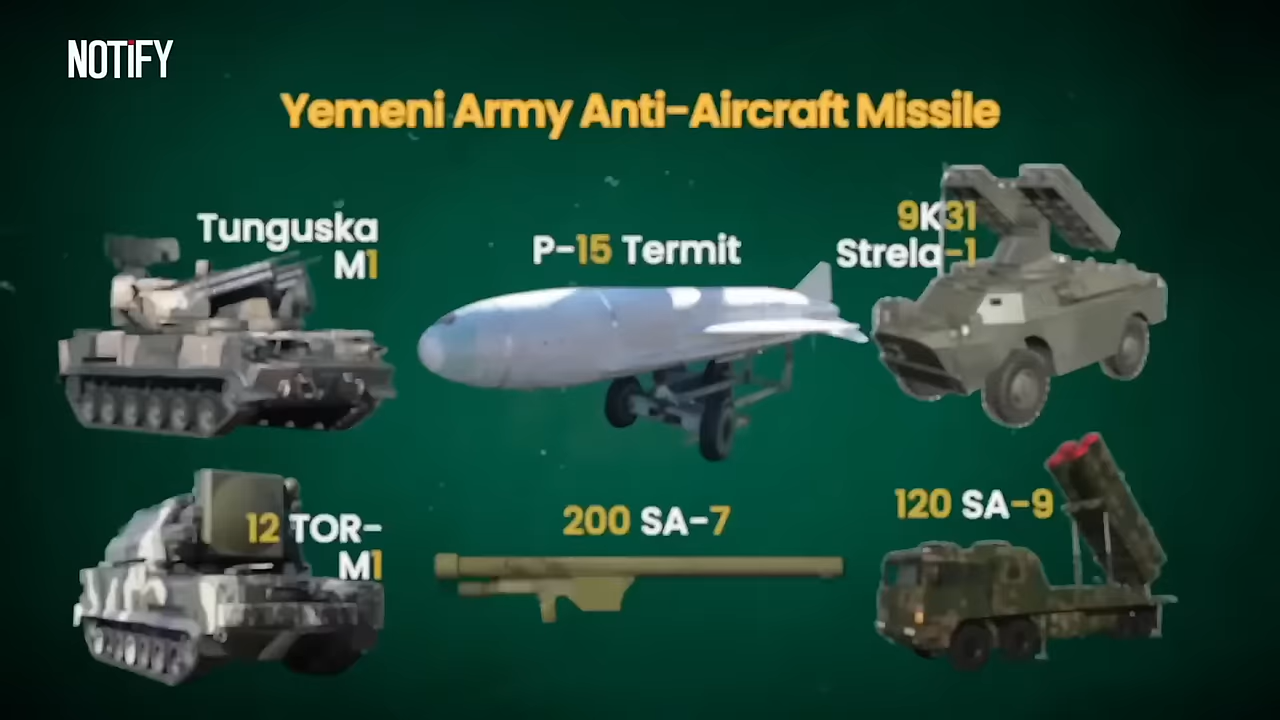 NOTiFY
Yemeni Army Anti-Aircraft Missile
Tunguska
M1
P-15 Termit
9K31
Strela-1
12 TOR-
M1
200 SA-7
120 SA-9